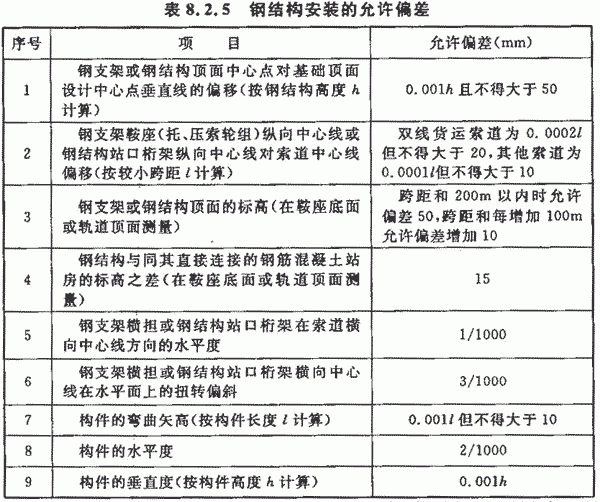 表 8.2.5 钢结构安装的允许偏差
序号 项 目 允许偏差(mm)
1 钢支架或钢结构顶面中心点对基础顶面
设计中心点垂直线的偏移(按钢结构高度 h
计算)
0.001h 且不得大于 50
2 钢支架鞍座(托、压索轮组)纵向中心线或
钢结构站口桁架纵向中心线对索道中心线
偏移(按较小跨距 l 计算)
双线货运索道为 0.0002l
但不得大于 20,其他索道为
0.0001l但不得大于 10
3 钢支架或钢结构顶面的标高(在鞍座底面
或轨道顶面测量)
跨距和 200m 以内时允许
偏差 50,跨距和每增加 100m
允许偏差增加 10
4 钢结构与同其直接连接的钢筋混凝土站
房的标高之差(在鞍座底面或轨道顶面测
量)
15
5 钢支架横担或钢结构站口桁架在索道横
向中心线方向的水平度
1/1000
6 钢支架横担或钢结构站口桁架横向中心
线在水平面上的扭转偏斜
3/1000
7 构件的弯曲矢高(按构件长度 l 计算) 0.001l 但不得大于 10
8 构件的水平度 2/1000
9 构件的垂直度(按构件高度 h 计算) 0.001h